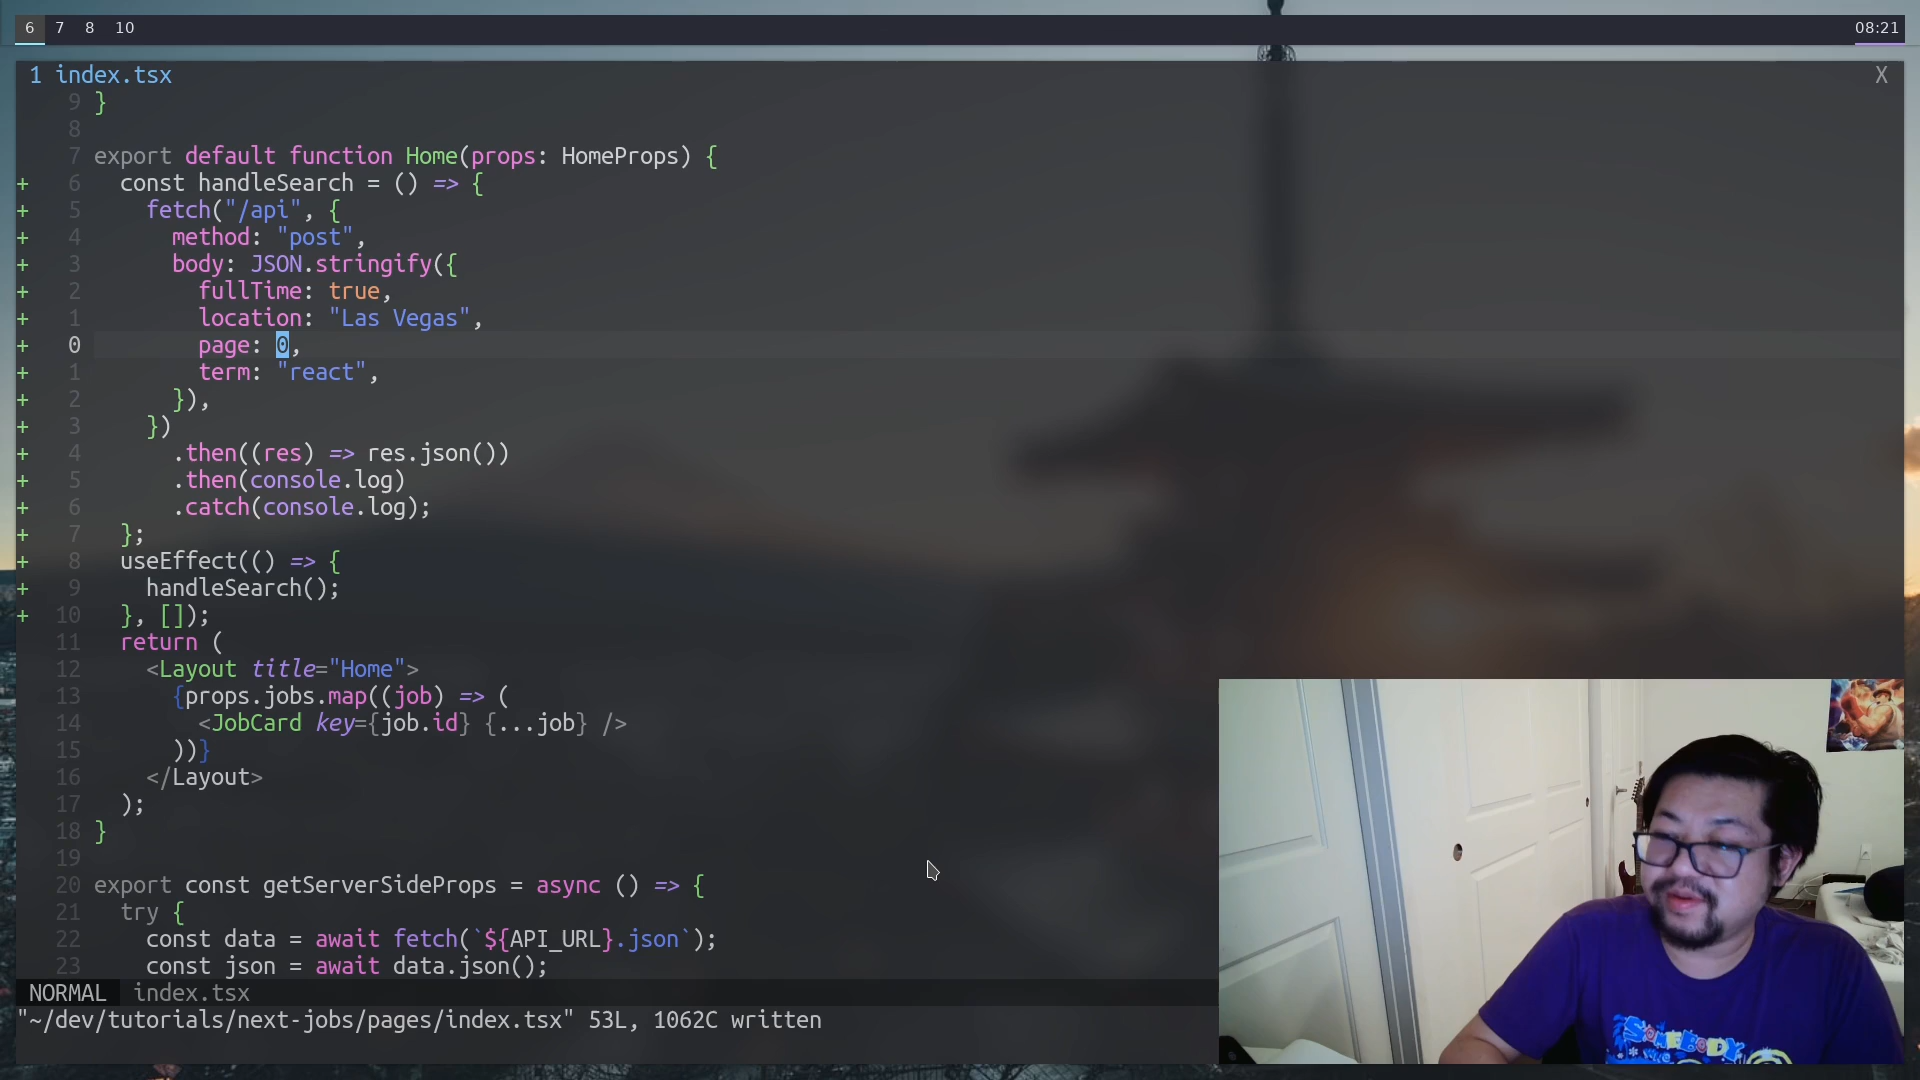 6 7 8 10 08:21
1 index.tsx X
9 }
8
7 export default function Home(props: HomeProps) {
+ 6 const handleSearch = () => {
+ 5 fetch("/api", {
+ 4 method: "post",
+ 3 body: JSON.stringify({
+ 2 fullTime: true,
+ 1 location: "Las Vegas",
+ 0 page: 0,
+ 1 term: "react",
+ 2 }),
+ 3 })
+ 4 .then((res) => res.json())
+ 5 .then(console.log)
+ 6 .catch(console.log);
+ 7 };
+ 8 useEffect(() => {
+ 9 handleSearch();
+ 10 }, []);
11 return (
12 <Layout title="Home">
13 {props.jobs.map((job) => (
14 <JobCard key={job.id} {...job} />
15 ))}
16 </Layout>
17 );
18 }
19
20 export const getServerSideProps = async () => {
21 try {
22 const data = await fetch(`${API_URL}.json`);
23 const json = await data.json();
NORMAL index.tsx
"~/dev/tutorials/next-jobs/pages/index.tsx" 53L, 1062C written
SOMEBODY